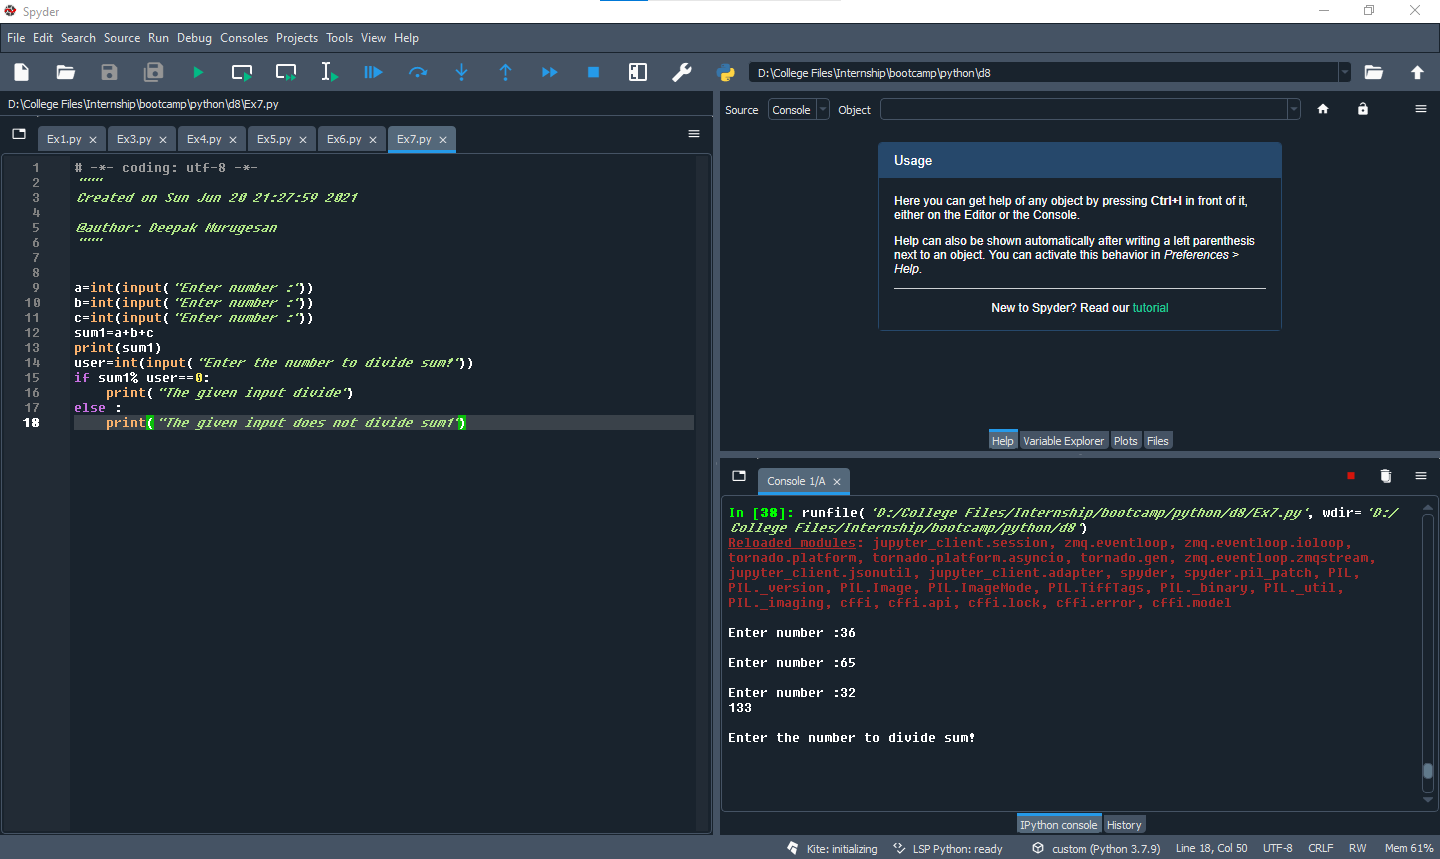 Spyder
File Edit Search Source Run Debug Consoles Projects Tools View Help
D:\College Files\Internship\bootcamp\python\d8
D:\College Files\Internship\bootcamp\python\d8\Ex7.py
Ex1.py Ex3.py Ex4.py Ex5.py Ex6.py Ex7.py
1 # -*- coding: utf-8 -*-
2 """
3 Created on Sun Jun 20 21:27:59 2021
4
5 @author: Deepak Murugesan
6 """
7
8
9 a=int(input("Enter number :"))
10 b=int(input("Enter number :"))
11 c=int(input("Enter number :"))
12 sum1=a+b+c
13 print(sum1)
14 user=int(input("Enter the number to divide sum!"))
15 if sum1% user==0:
16 print("The given input divide")
17 else :
18 print("The given input does not divide sum1")
Source Console Object
Usage
Here you can get help of any object by pressing Ctrl+I in front of it,
either on the Editor or the Console.
Help can also be shown automatically after writing a left parenthesis
next to an object. You can activate this behavior in Preferences >
Help.
New to Spyder? Read our tutorial
Help Variable Explorer Plots Files
Console 1/A
In [38]: runfile('D:/College Files/Internship/bootcamp/python/d8/Ex7.py', wdir='D:/
College Files/Internship/bootcamp/python/d8')
Reloaded modules: jupyter_client.session, zmq.eventloop, zmq.eventloop.ioloop,
tornado.platform, tornado.platform.asyncio, tornado.gen, zmq.eventloop.zmqstream,
jupyter_client.jsonutil, jupyter_client.adapter, spyder, spyder.pil_patch, PIL,
PIL._version, PIL.Image, PIL.ImageMode, PIL.TiffTags, PIL._binary, PIL._util,
PIL._imaging, cffi, cffi.api, cffi.lock, cffi.error, cffi.model
Enter number :36
Enter number :65
Enter number :32
133
Enter the number to divide sum!
IPython console History
Kite: initializing LSP Python: ready custom (Python 3.7.9) Line 18, Col 50 UTF-8 CRLF RW Mem 61%